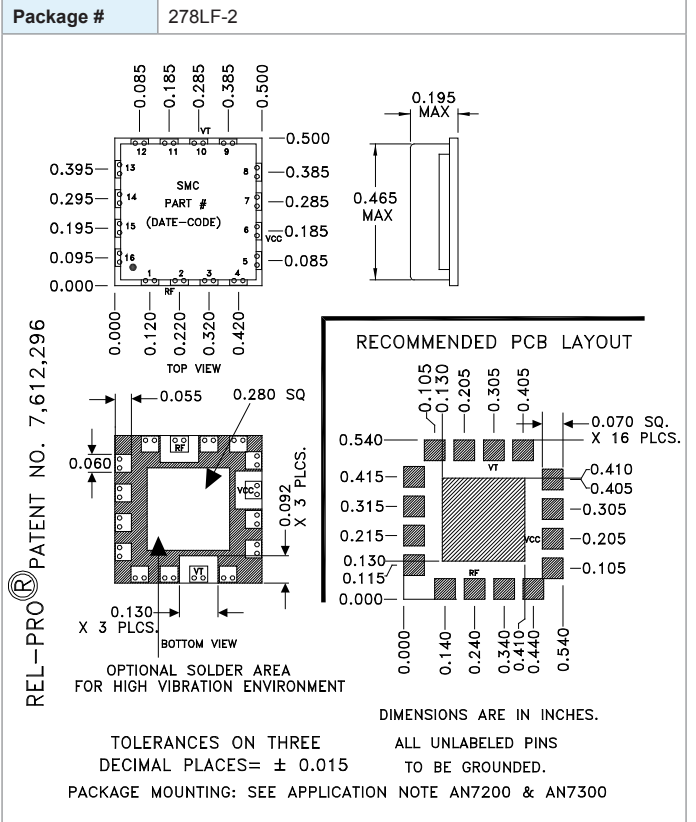 Package # 278LF-2
0.085 0.185 0.285 0.385 0.500
VT
12 11 10 9
0.500
0.395 13 8 0.385
SMC
0.295 14 PART # 7 0.285
(DATE-CODE)
0.195 15 6 0.185
VCC
0.095 16 5 0.085
1 2 3 4
0.000
RF
0.000 0.120 0.220 0.320 0.420
TOP VIEW
0.195
MAX
0.465
MAX
REL-PRO® PATENT NO. 7,612,296
0.055 0.280 SQ
RF
0.060
VCC
0.092
X 3 PLCS.
VT
0.130
X 3 PLCS.
BOTTOM VIEW
OPTIONAL SOLDER AREA
FOR HIGH VIBRATION ENVIRONMENT
RECOMMENDED PCB LAYOUT
0.105 0.130 0.205 0.305 0.405
0.070 SQ.
X 16 PLCS.
0.540
VT
0.415 0.410
0.405
0.315 0.305
0.215 VCC 0.205
0.130
0.115 RF 0.105
0.000
0.000 0.140 0.240 0.340 0.410 0.440 0.540
DIMENSIONS ARE IN INCHES.
TOLERANCES ON THREE
DECIMAL PLACES= ± 0.015
ALL UNLABELED PINS
TO BE GROUNDED.
PACKAGE MOUNTING: SEE APPLICATION NOTE AN7200 & AN7300